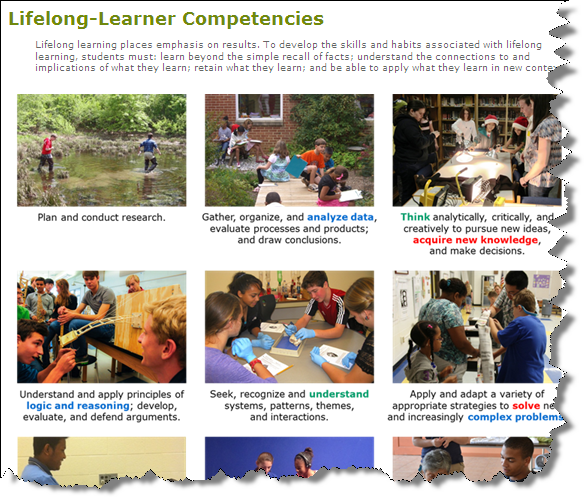 Lifelong-Learner Competencies
Lifelong learning places emphasis on results. To develop the skills and habits associated with lifelong
learning, students must: learn beyond the simple recall of facts; understand the connections to and
implications of what they learn; retain what they learn; and be able to apply what they learn in new
Plan and conduct research.
Gather, organize, and analyze data,
evaluate processes and products;
and draw conclusions.
Think analytically, critically, and
creatively to pursue new ideas,
acquire new knowledge,
and make decisions.
Understand and apply principles of
logic and reasoning; develop,
evaluate, and defend arguments.
Seek, recognize and understand
systems, patterns, themes,
and interactions.
Apply and adapt a variety of
appropriate strategies to solve
and increasingly complex problems